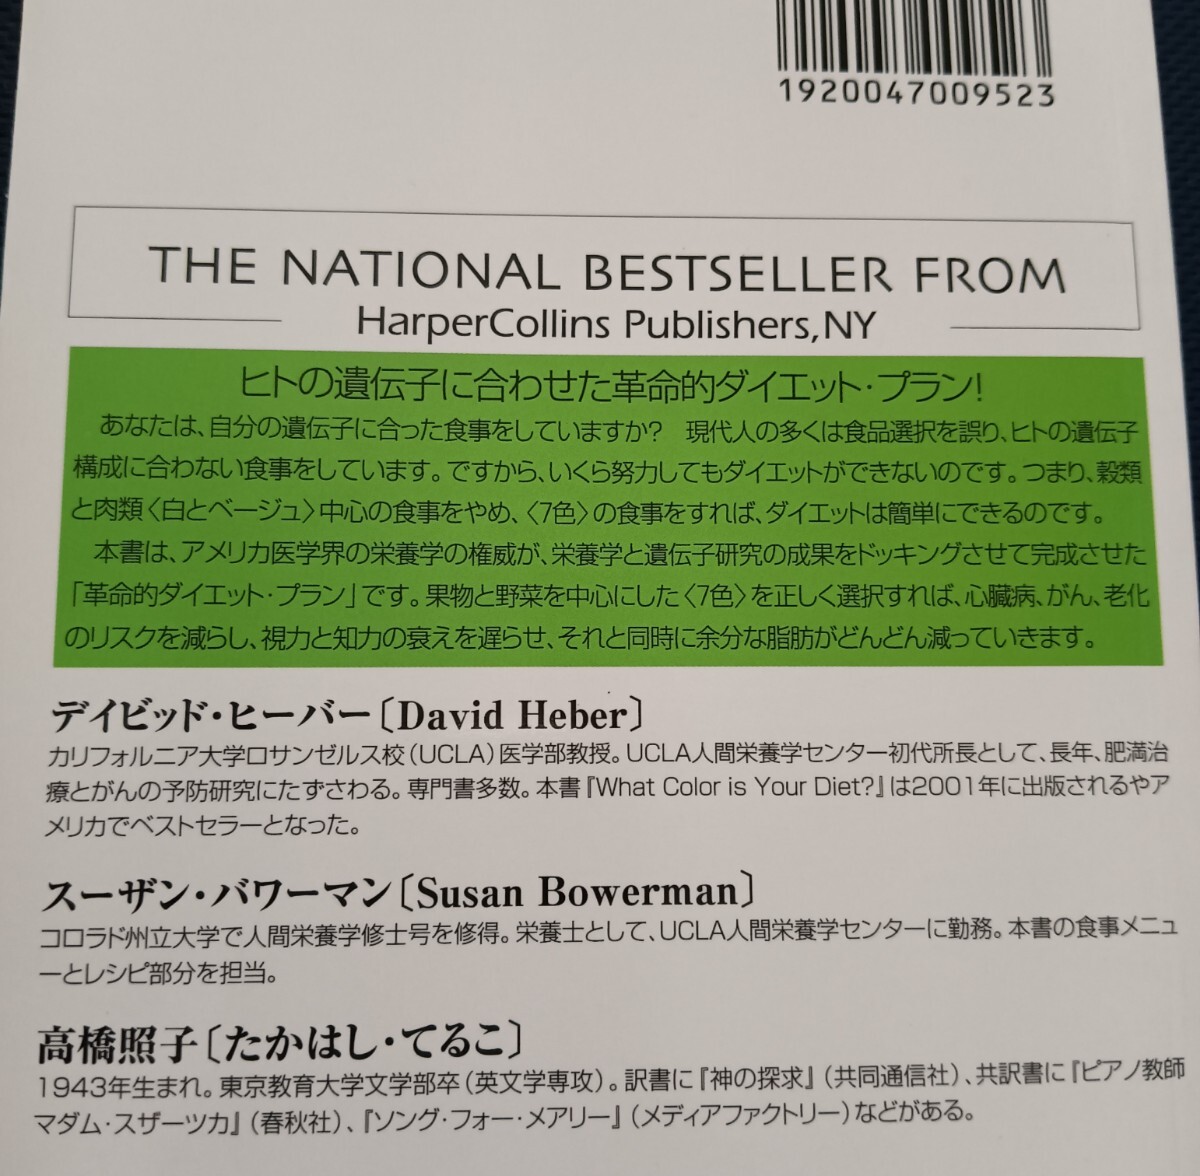 1920047009523
THE NATIONAL BESTSELLER FROM
HarperCollins Publishers,NY
ヒトの遺伝子に合わせた革命的ダイエット・プラン!
あなたは、自分の遺伝子に合った食事をしていますか? 現代人の多くは食品選択を誤り、ヒトの遺伝子
構成に合わない食事をしています。ですから、いくら努力してもダイエットができないのです。つまり、穀類
と肉類〈白とベージュ〉中心の食事をやめ、〈7色〉の食事をすれば、ダイエットは簡単にできるのです。
本書は、アメリカ医学界の栄養学の権威が、栄養学と遺伝子研究の成果をドッキングさせて完成させた
「革命的ダイエット・プラン」です。果物と野菜を中心にした〈7色〉を正しく選択すれば、心臓病、がん、老化
のリスクを減らし、視力と知力の衰えを遅らせ、それと同時に余分な脂肪がどんどん減っていきます。
デイビッド・ヒーバー〔David Heber〕
カリフォルニア大学ロサンゼルス校(UCLA)医学部教授。UCLA人間栄養学センター初代所長として、長年、肥満治
療とがんの予防研究にたずさわる。専門書多数。本書『What Color is Your Diet?』は2001年に出版されるやア
メリカでベストセラーとなった。
スーザン・バワーマン〔Susan Bowerman〕
コロラド州立大学で人間栄養学修士号を修得。栄養士として、UCLA人間栄養学センターに勤務。本書の食事メニュ
ーとレシピ部分を担当。
高橋照子〔たかはし・てるこ〕
1943年生まれ。東京教育大学文学部卒(英文学専攻)。訳書に『神の探求』(共同通信社)、共訳書に『ピアノ教師
マダム・スザーツカ』(春秋社)、『ソング・フォー・メアリー』(メディアファクトリー)などがある。